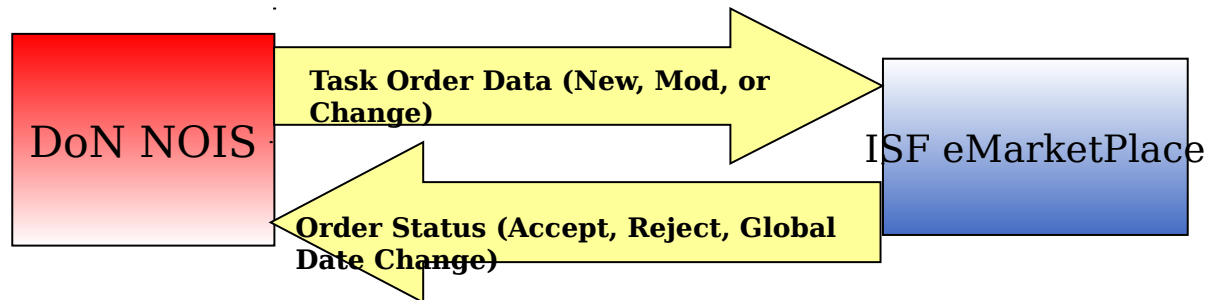 Task Order Data (New, Mod, or
Change)
DoN NOIS
ISF eMarketPlace
Order Status (Accept, Reject, Global
Date Change)